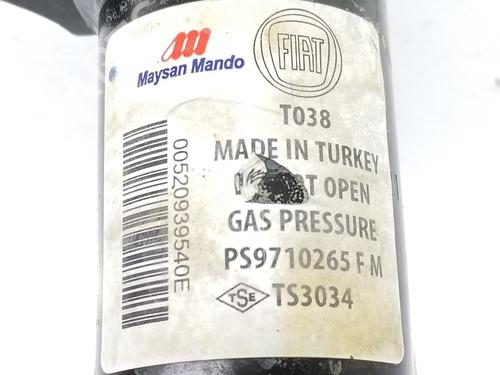 Maysan Mando
FIAT
T038
MADE IN TURKEY
OPEN
GAS PRESSURE
PS9710265 F M
TSE TS3034
00520939540E